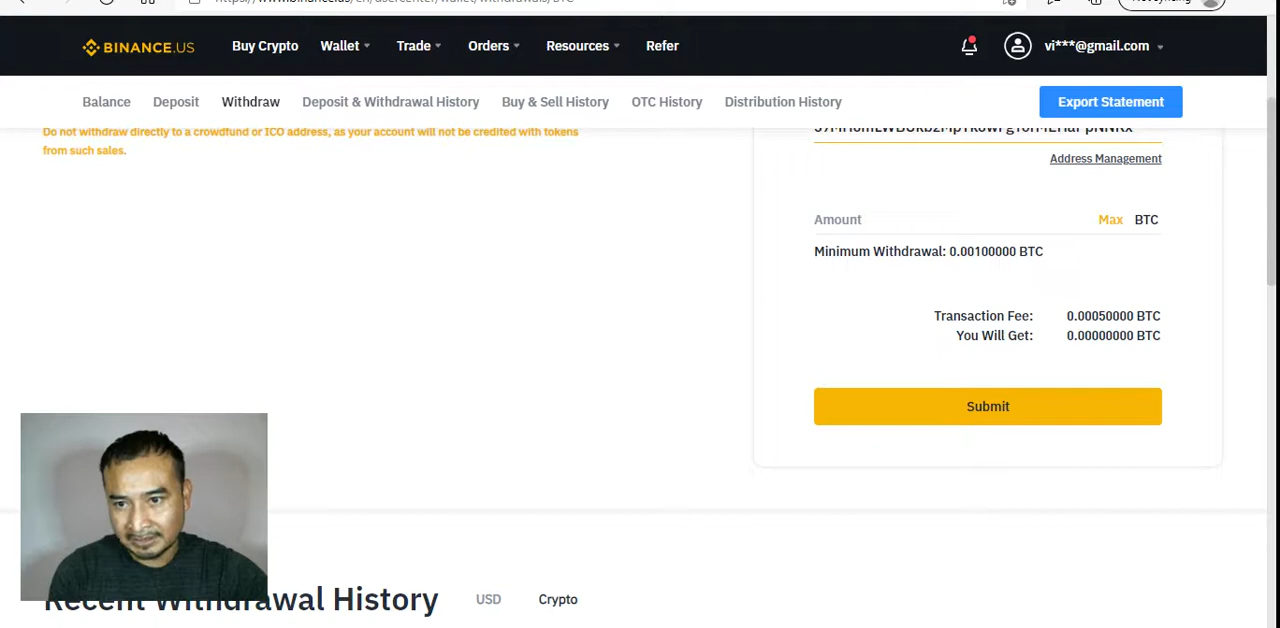 BINANCE.US Buy Crypto Wallet Trade Orders Resources Refer vi***@gmail.com
Balance Deposit Withdraw Deposit & Withdrawal History Buy & Sell History OTC History Distribution History Export Statement
Do not withdraw directly to a crowdfund or ICO address, as your account will not be credited with tokens
from such sales.
Address Management
Amount Max BTC
Minimum Withdrawal: 0.00100000 BTC
Transaction Fee: 0.00050000 BTC
You Will Get: 0.00000000 BTC
Submit
Recent Withdrawal History USD Crypto